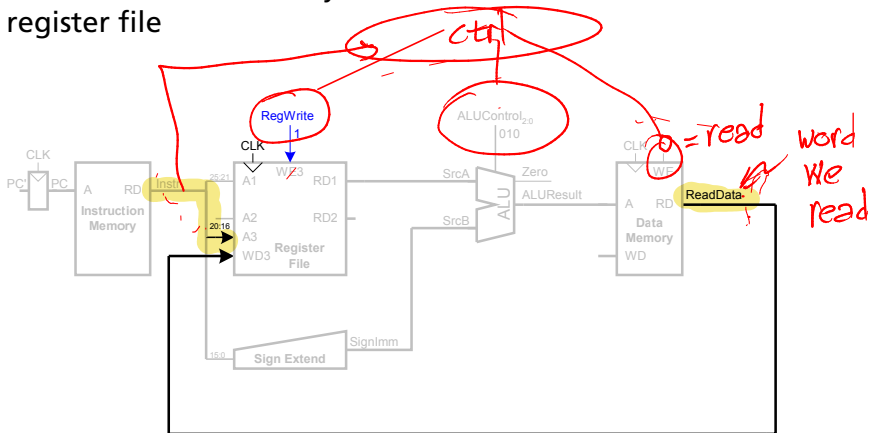 register file
ctrl
RegWrite
1
ALUControl2:0
010
= read
word
we
read
CLK
CLK
CLK
PC' PC
A RD
Instr
Instruction
Memory
25:21
A1
WE3
RD1
A2
RD2
20:16
A3
WD3
Register
File
SrcA
SrcB
ALU
Zero
ALUResult
WE
A RD
Data
Memory
WD
ReadData
15:0
Sign Extend
SignImm